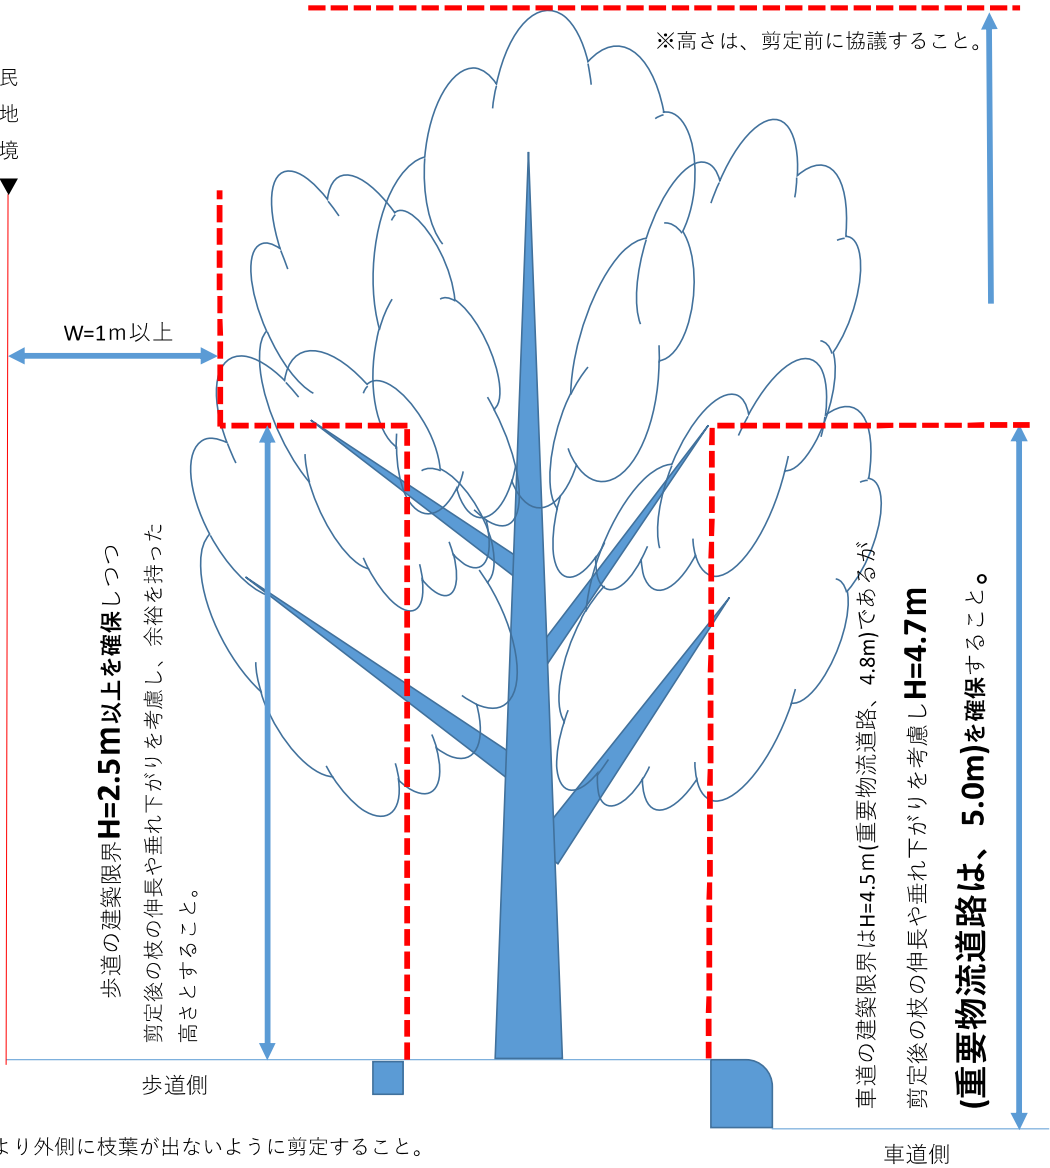 ※高さは、剪定前に協議すること。
民
地
境
W=1m以上
歩道の建築限界H=2.5m以上を確保しつつ
剪定後の枝の伸長や垂れ下がりを考慮し、余裕を持った
高さとすること。
車道の建築限界はH=4.5m(重要物流道路、4.8m)であるが
剪定後の枝の伸長や垂れ下がりを考慮しH=4.7m
(重要物流道路は、5.0m)を確保すること。
歩道側
より外側に枝葉が出ないように剪定すること。
車道側